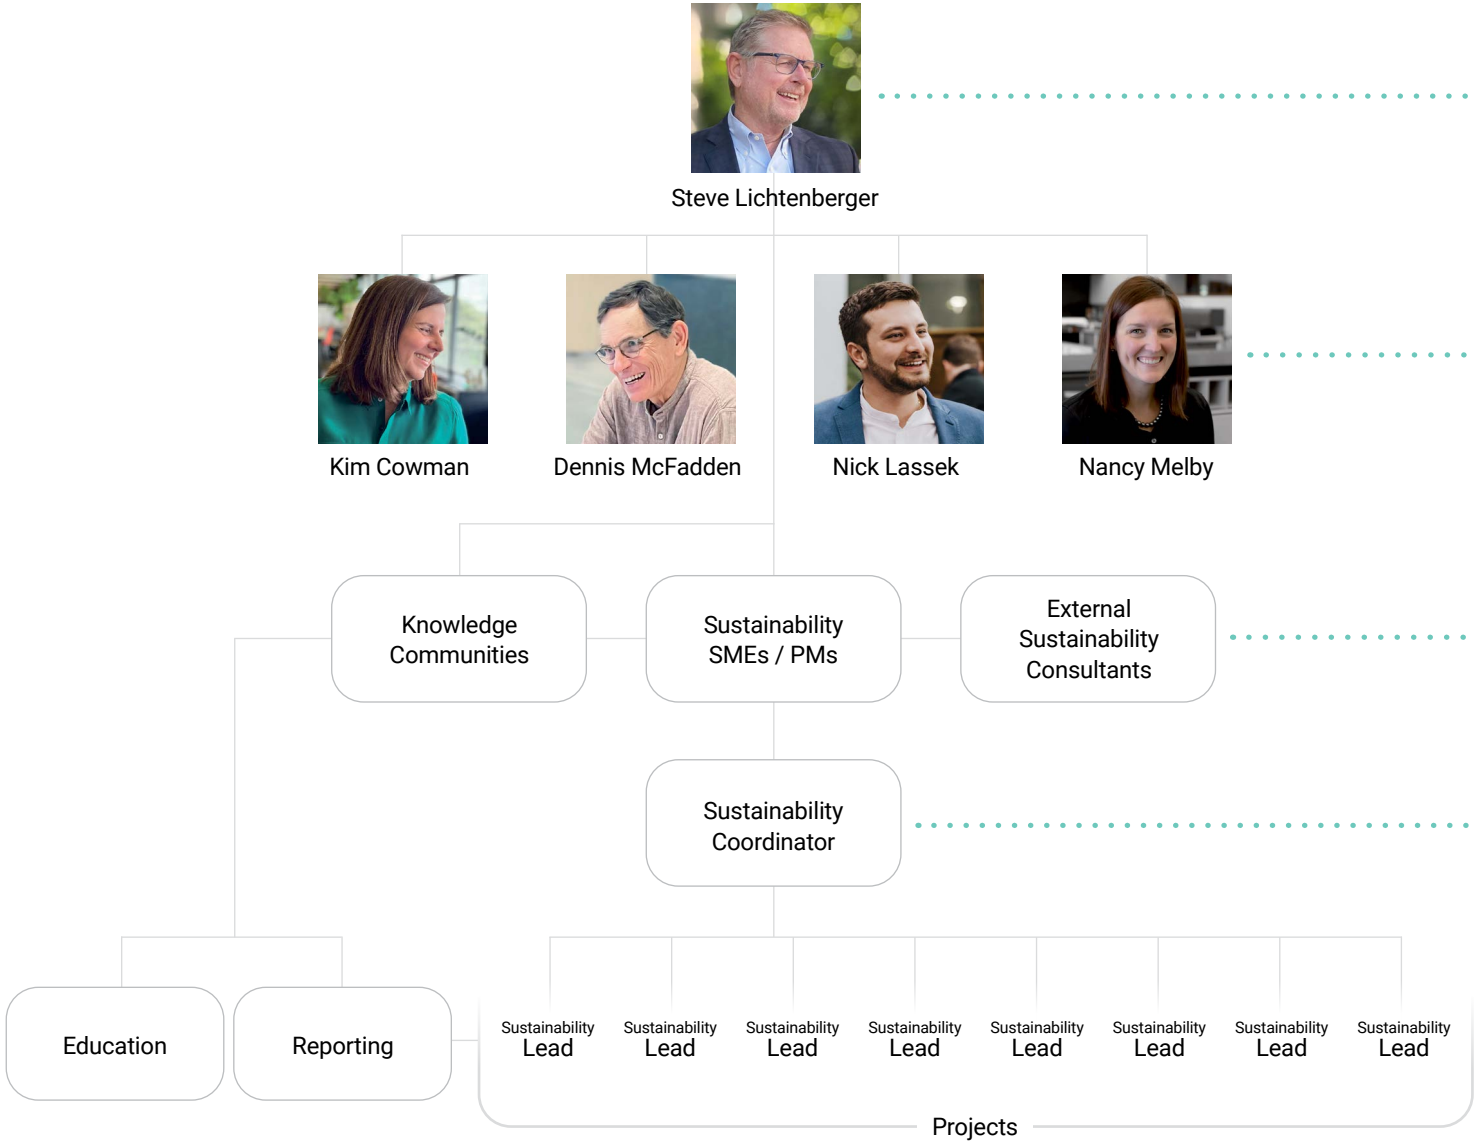 Steve Lichtenberger
Kim Cowman
Dennis McFadden
Nick Lassek
Nancy Melby
Knowledge
Communities
Sustainability
SMEs / PMs
External
Sustainability
Consultants
Sustainability
Coordinator
Education
Reporting
Sustainability
Lead
Sustainability
Lead
Sustainability
Lead
Sustainability
Lead
Sustainability
Lead
Sustainability
Lead
Sustainability
Lead
Sustainability
Lead
Projects